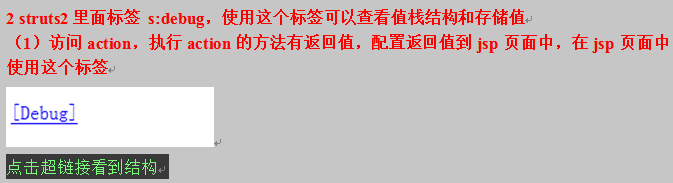 2 struts2 里面标签 s:debug，使用这个标签可以查看值栈结构和存储值
（1）访问 action，执行 action 的方法有返回值，配置返回值到 jsp 页面中，在 jsp 页面中
使用这个标签
[Debug]
点击超链接看到结构